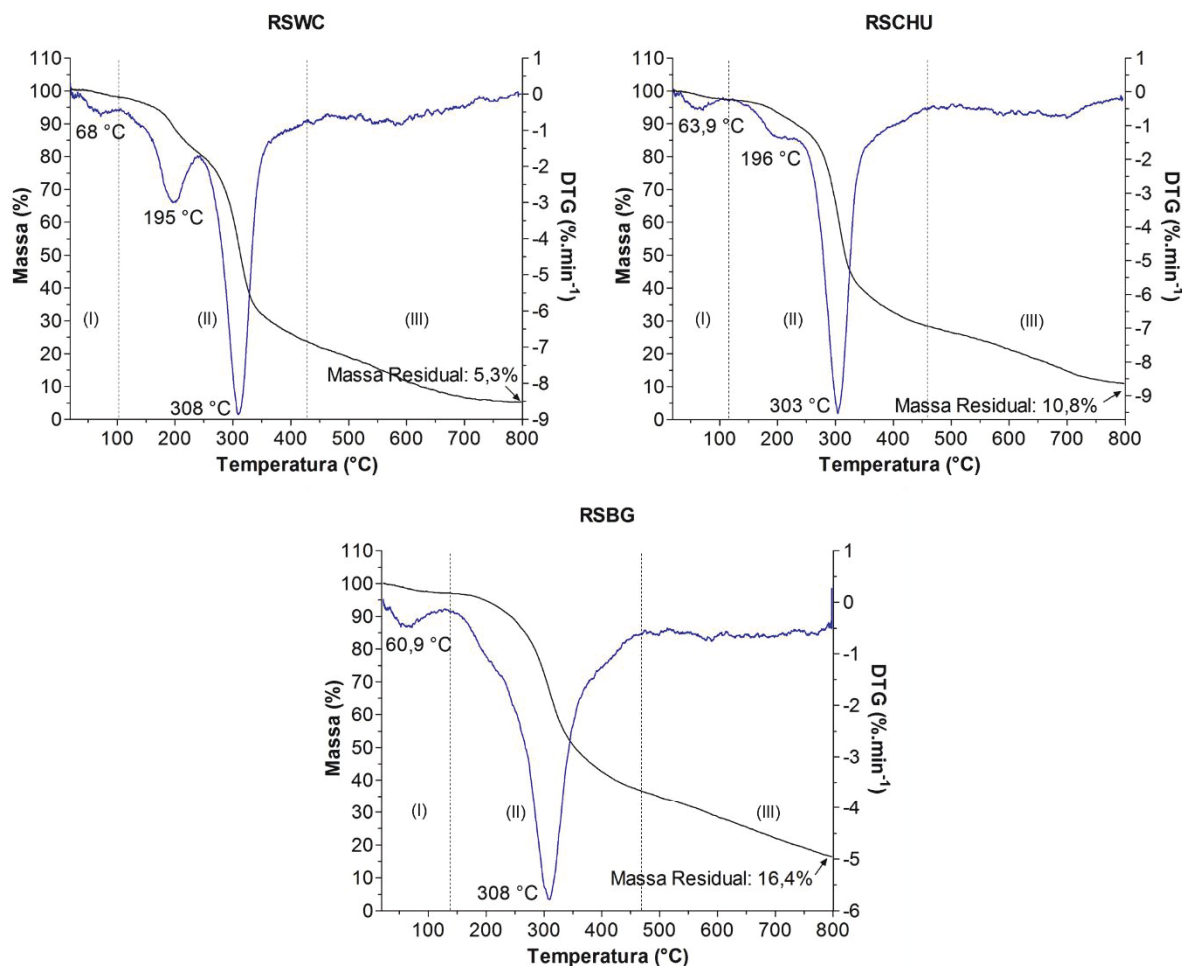 RSWC
110
100
90
80
70
60
50
40
30
20
10
0
Massa (%)
1
0
-1
-2
-3
-4
-5
-6
-7
-8
-9
DTG (%.min⁻¹)
68 °C
195 °C
(I)
(II)
(III)
Massa Residual: 5,3%
308 °C
100 200 300 400 500 600 700 800
Temperatura (°C)
RSCHU
110
100
90
80
70
60
50
40
30
20
10
0
Massa (%)
1
0
-1
-2
-3
-4
-5
-6
-7
-8
-9
DTG (%.min⁻¹)
63,9 °C
196 °C
(I)
(II)
(III)
303 °C
Massa Residual: 10,8%
100 200 300 400 500 600 700 800
Temperatura (°C)
RSBG
110
100
90
80
70
60
50
40
30
20
10
0
Massa (%)
1
0
-1
-2
-3
-4
-5
-6
DTG (%.min⁻¹)
60,9 °C
(I)
(II)
(III)
Massa Residual: 16,4%
308 °C
100 200 300 400 500 600 700 800
Temperatura (°C)